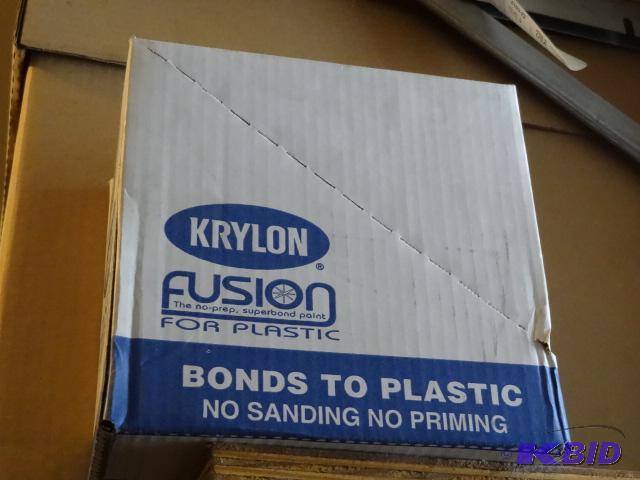 KRYLON
®
FUSION
The no-prep, superbond paint
FOR PLASTIC
BONDS TO PLASTIC
NO SANDING NO PRIMING
K-BID